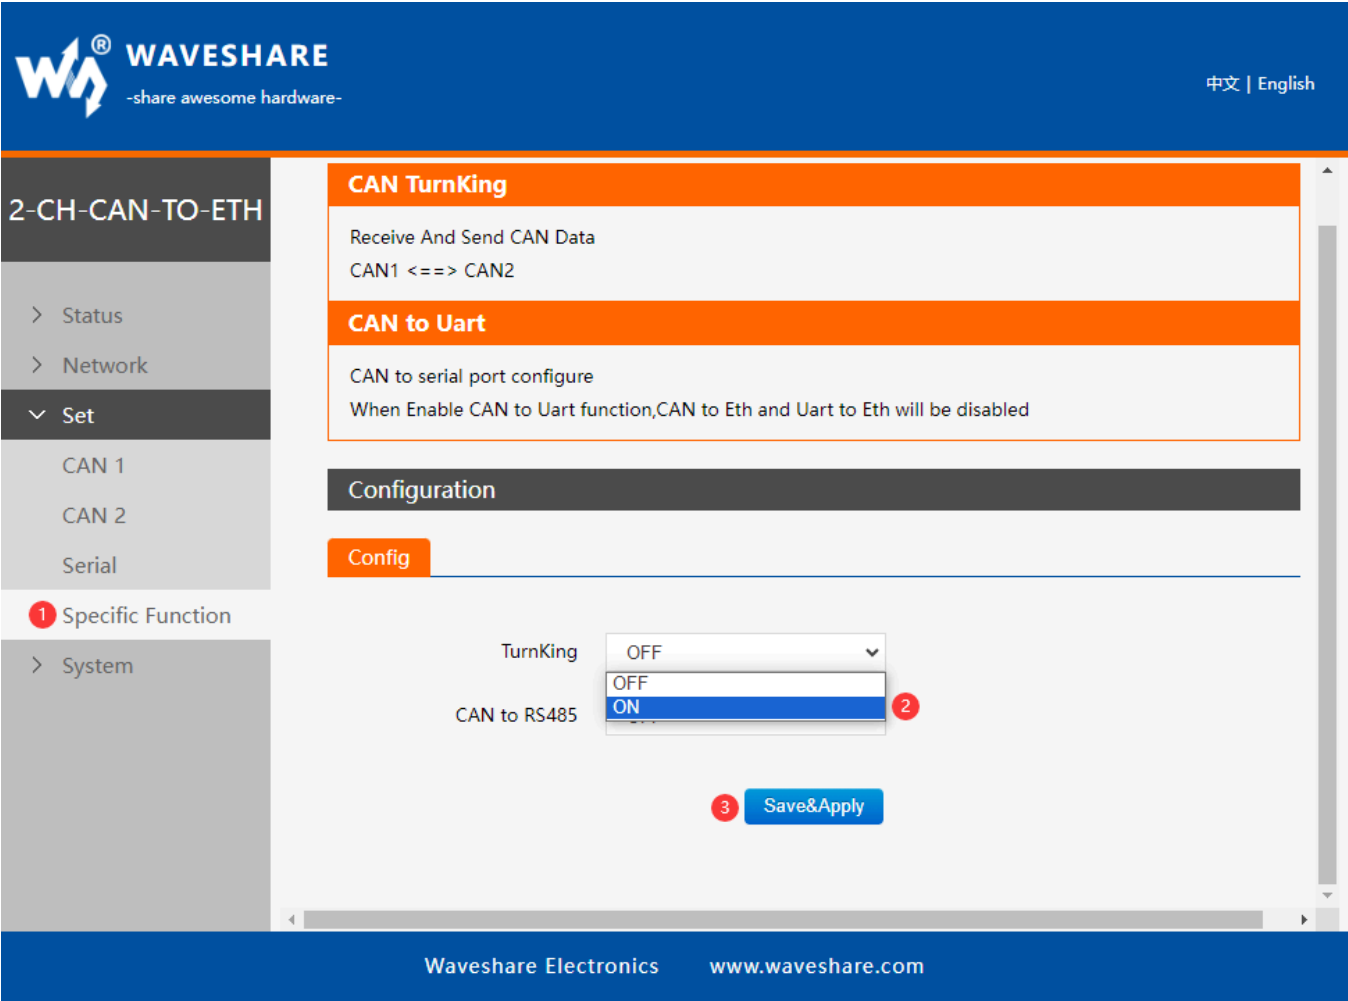 WAVESHARE
-share awesome hardware-
中文 | English
2-CH-CAN-TO-ETH
Status
Network
Set
CAN 1
CAN 2
Serial
1 Specific Function
System
CAN TurnKing
Receive And Send CAN Data
CAN1 <==> CAN2
CAN to Uart
CAN to serial port configure
When Enable CAN to Uart function,CAN to Eth and Uart to Eth will be disabled
Configuration
Config
TurnKing OFF
OFF
ON 2
CAN to RS485
3 Save&Apply
Waveshare Electronics www.waveshare.com